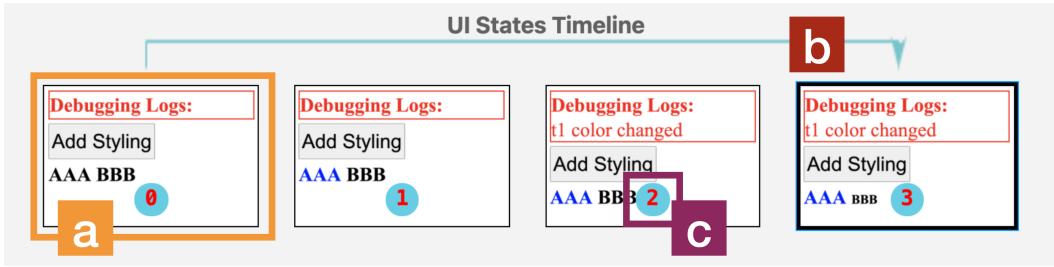 UI States Timeline
b
Debugging Logs:
Add Styling
AAA BBB
0
a
Debugging Logs:
Add Styling
AAA BBB
1
Debugging Logs:
t1 color changed
Add Styling
AAA BBB
2
c
Debugging Logs:
t1 color changed
Add Styling
AAA BBB
3